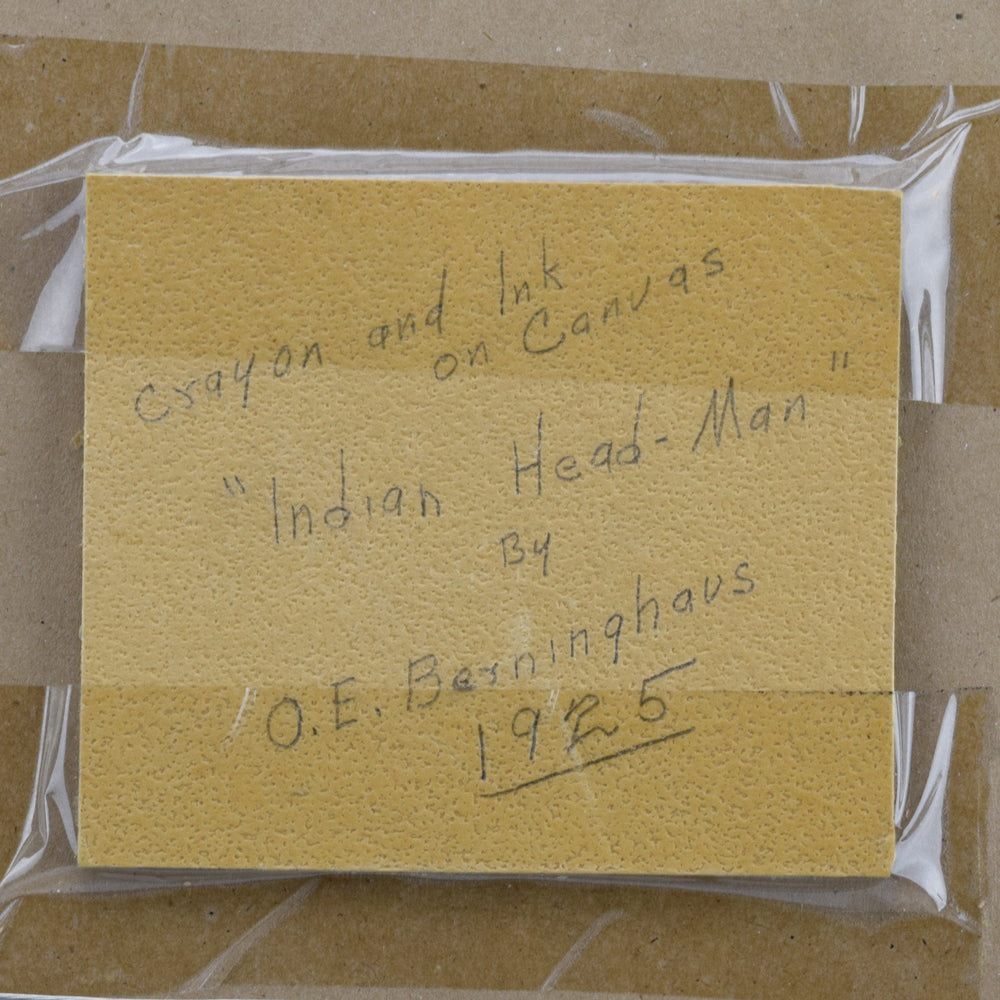 Crayon and Ink
on Canvas
"Indian Head-Man"
By
O.E. Berninghaus
1925